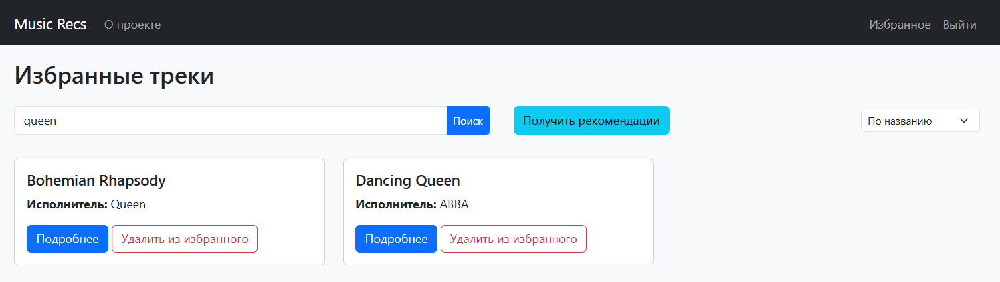 Music Recs О проекте Избранное Выйти
Избранные треки
queen Поиск Получить рекомендации По названию
Bohemian Rhapsody
Исполнитель: Queen
Подробнее Удалить из избранного
Dancing Queen
Исполнитель: ABBA
Подробнее Удалить из избранного